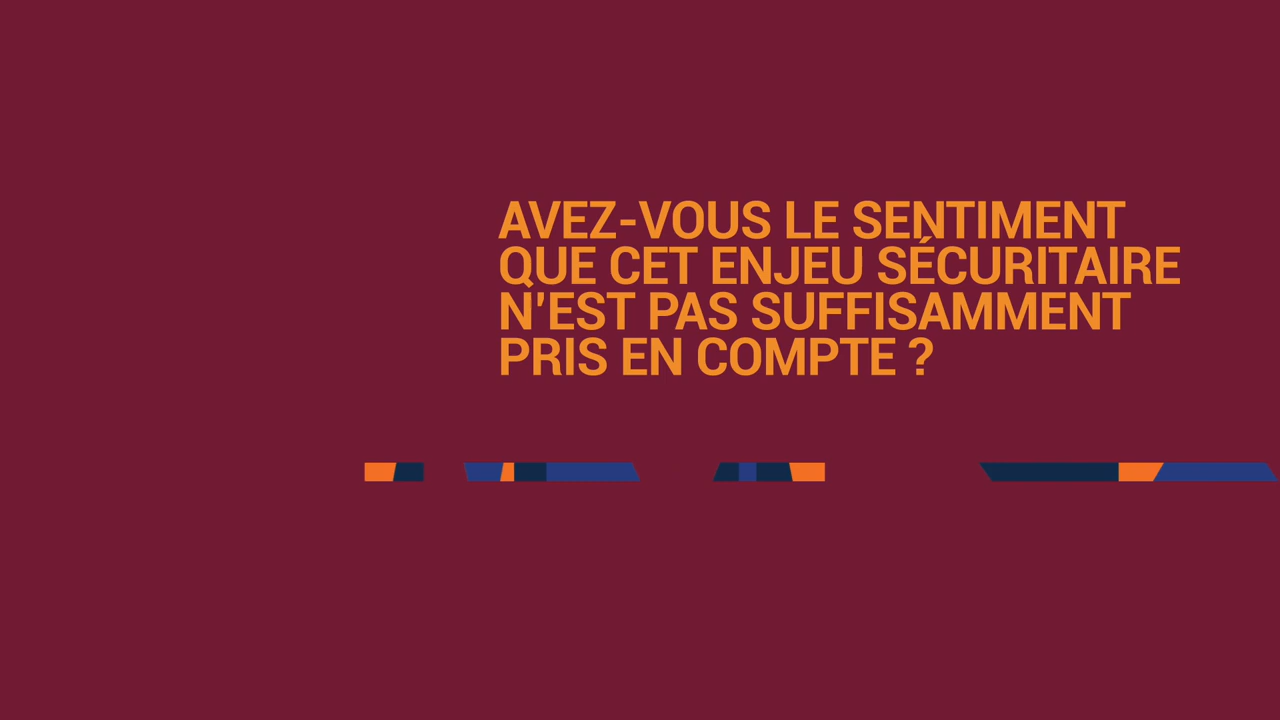 AVEZ-VOUS LE SENTIMENT
QUE CET ENJEU SÉCURITAIRE
N'EST PAS SUFFISAMMENT
PRIS EN COMPTE ?